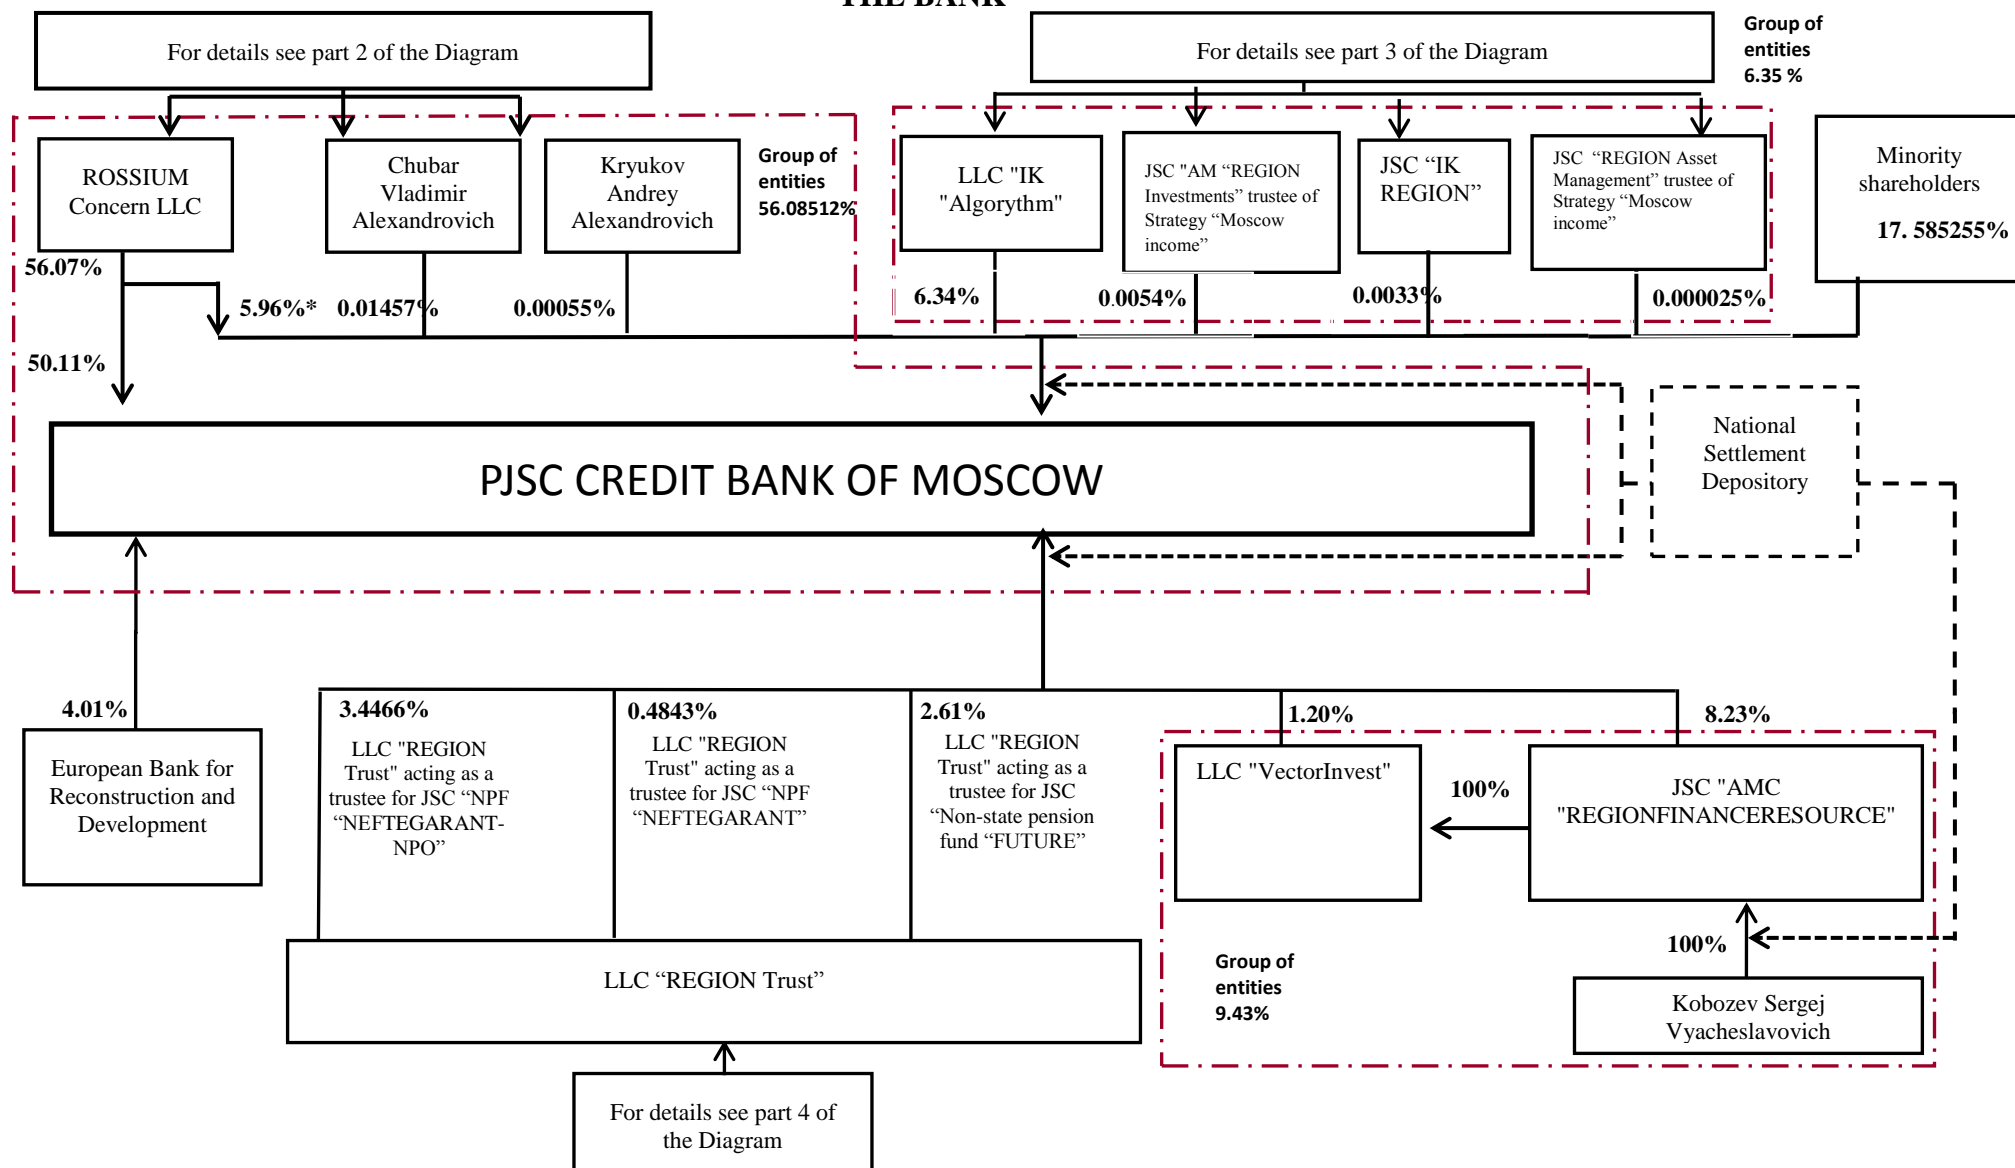 THE BANK
For details see part 2 of the Diagram
For details see part 3 of the Diagram
Group of
entities
6.35 %
ROSSIUM
Concern LLC
Chubar
Vladimir
Alexandrovich
Kryukov
Andrey
Alexandrovich
Group of
entities
56.08512%
LLC "IK
"Algorythm"
JSC "AM “REGION
Investments” trustee of
Strategy “Moscow
income”
JSC “IK
REGION”
JSC “REGION Asset
Management” trustee of
Strategy “Moscow
income”
Minority
shareholders
17. 585255%
56.07%
5.96%*
0.01457%
0.00055%
6.34%
0.0054%
0.0033%
0.000025%
50.11%
National
Settlement
Depository
PJSC CREDIT BANK OF MOSCOW
4.01%
3.4466%
0.4843%
2.61%
1.20%
8.23%
European Bank for
Reconstruction and
Development
LLC "REGION
Trust" acting as a
trustee for JSC “NPF
“NEFTEGARANT-
NPO”
LLC "REGION
Trust" acting as a
trustee for JSC “NPF
“NEFTEGARANT”
LLC "REGION
Trust" acting as a
trustee for JSC
“Non-state pension
fund “FUTURE”
LLC "VectorInvest"
100%
JSC "AMC
"REGIONFINANCERESOURCE"
100%
LLC “REGION Trust”
Group of
entities
9.43%
Kobozev Sergej
Vyacheslavovich
For details see part 4 of
the Diagram